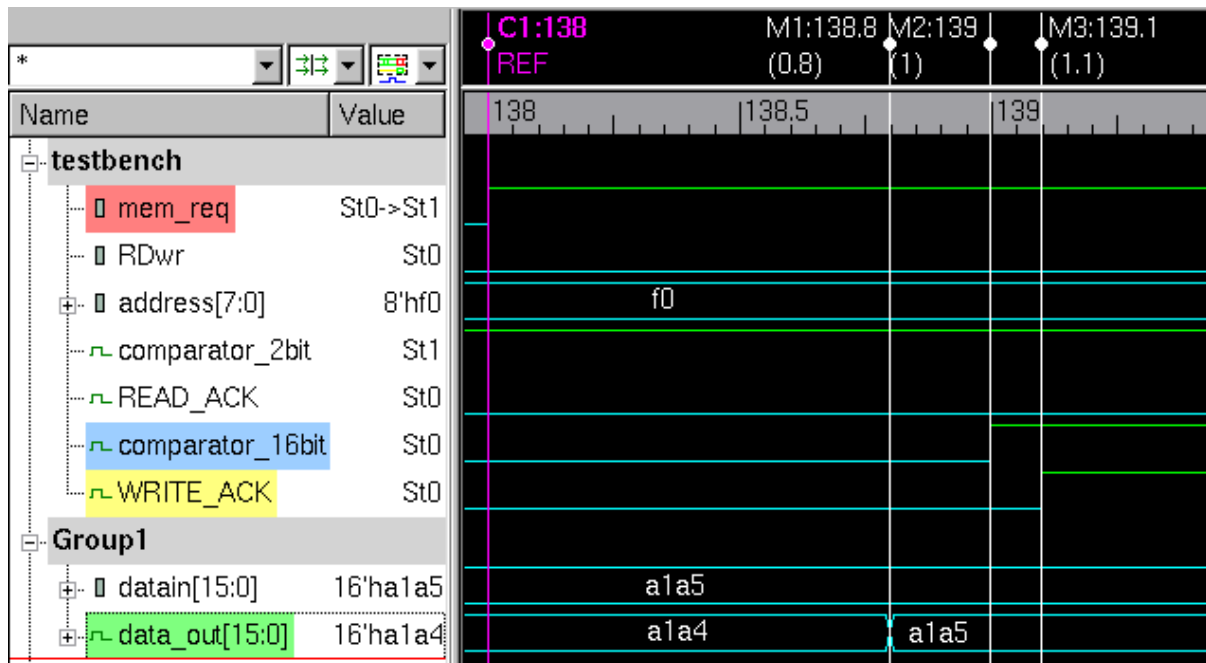 C1:138 M1:138.8 M2:139 M3:139.1
* REF (0.8) (1) (1.1)
Name Value 138 138.5 139
testbench
mem_req St0->St1
RDwr St0
address[7:0] 8'hf0 f0
comparator_2bit St1
READ_ACK St0
comparator_16bit St0
WRITE_ACK St0
Group1
datain[15:0] 16'ha1a5 a1a5
data_out[15:0] 16'ha1a4 a1a4 a1a5